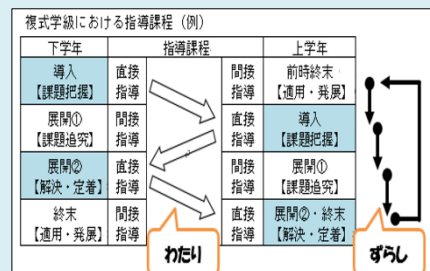 複式学級における指導課程（例）
下学年 指導課程 上学年
導入 直接 間接 前時終末
【課題把握】 指導 指導 【適用・発展】
展開① 間接 直接 導入
【課題追究】 指導 指導 【課題把握】
展開② 直接 間接 展開①
【解決・定着】 指導 指導 【課題追究】
終末 間接 直接 展開②・終末
【適用・発展】 指導 指導 【解決・定着】
わたり ずらし